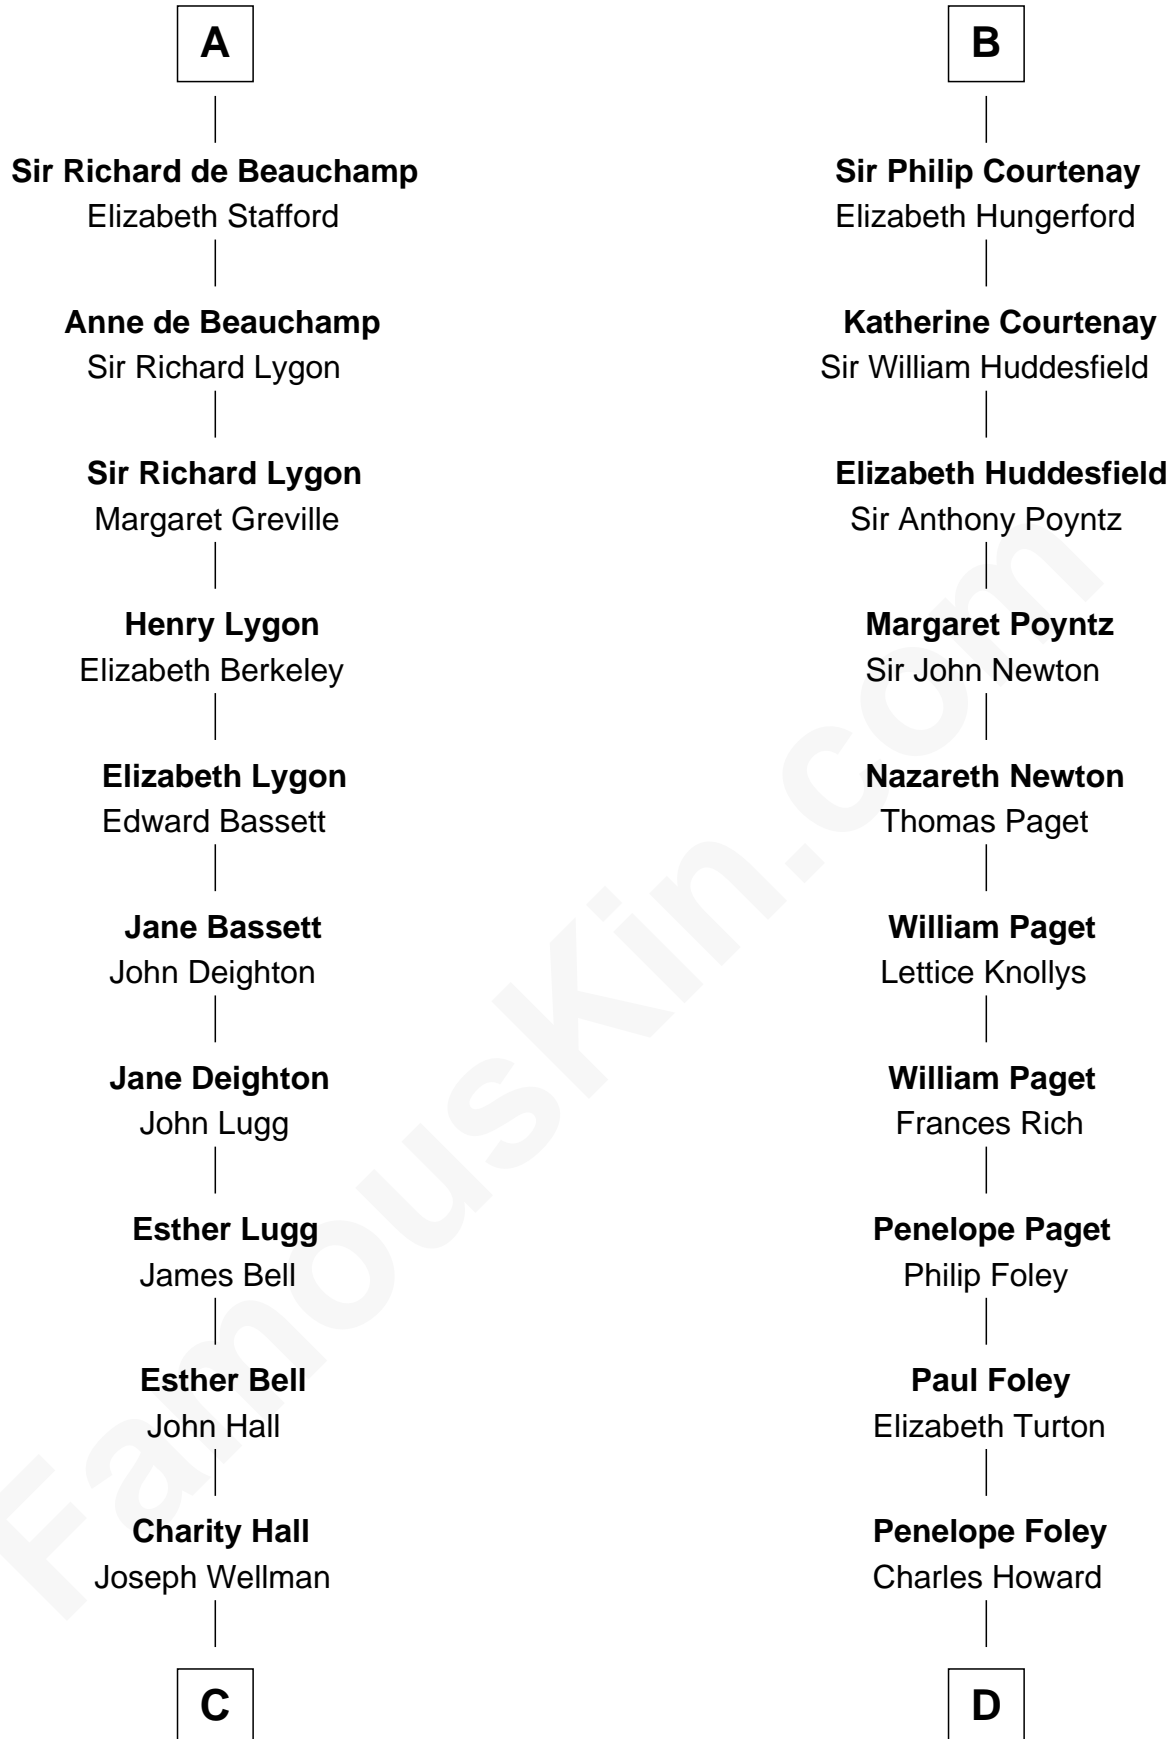 A
Sir Richard de Beauchamp
Elizabeth Stafford
Anne de Beauchamp
Sir Richard Lygon
Sir Richard Lygon
Margaret Greville
Henry Lygon
Elizabeth Berkeley
Elizabeth Lygon
Edward Bassett
Jane Bassett
John Deighton
Jane Deighton
John Lugg
Esther Lugg
James Bell
Esther Bell
John Hall
Charity Hall
Joseph Wellman
C
B
Sir Philip Courtenay
Elizabeth Hungerford
Katherine Courtenay
Sir William Huddesfield
Elizabeth Huddesfield
Sir Anthony Poyntz
Margaret Poyntz
Sir John Newton
Nazareth Newton
Thomas Paget
William Paget
Lettice Knollys
William Paget
Frances Rich
Penelope Paget
Philip Foley
Paul Foley
Elizabeth Turton
Penelope Foley
Charles Howard
D
FamousKin.com